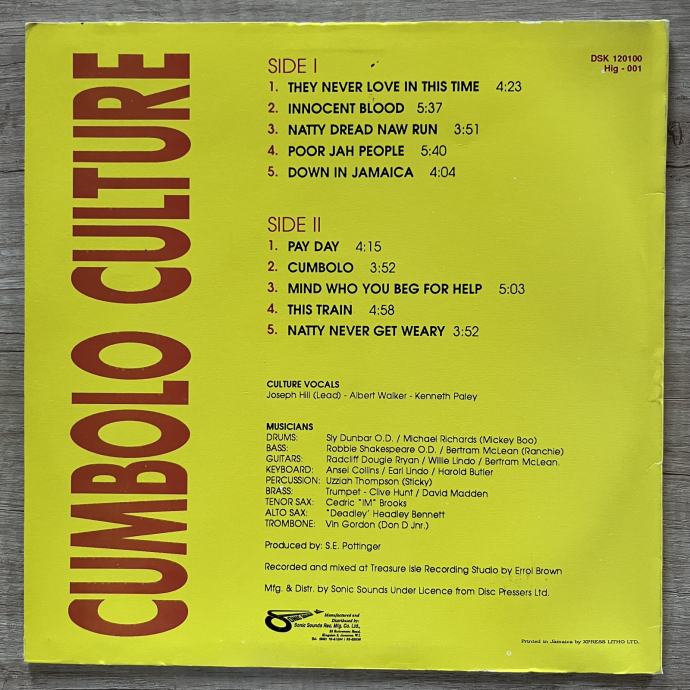 CUMBOLO CULTURE
DSK 120100
Hig - 001
SIDE I
1. THEY NEVER LOVE IN THIS TIME 4:23
2. INNOCENT BLOOD 5:37
3. NATTY DREAD NAW RUN 3:51
4. POOR JAH PEOPLE 5:40
5. DOWN IN JAMAICA 4:04
SIDE II
1. PAY DAY 4:15
2. CUMBOLO 3:52
3. MIND WHO YOU BEG FOR HELP 5:03
4. THIS TRAIN 4:58
5. NATTY NEVER GET WEARY 3:52
CULTURE VOCALS
Joseph Hill (Lead) - Albert Walker - Kenneth Paley
MUSICIANS
DRUMS: Sly Dunbar O.D. / Michael Richards (Mickey Boo)
BASS: Robbie Shakespeare O.D. / Bertram McLean (Ranchie)
GUITARS: Radcliff Dougie Rryan / Willie Lindo / Bertram McLean.
KEYBOARD: Ansel Collins / Earl Lindo / Harold Butler
PERCUSSION: Uzziah Thompson (Sticky)
BRASS: Trumpet - Clive Hunt / David Madden
TENOR SAX: Cedric "IM" Brooks
ALTO SAX: "Deadley' Headley Bennett
TROMBONE: Vin Gordon (Don D Jnr.)
Produced by: S.E. Pottinger
Recorded and mixed at Treasure Isle Recording Studio by Errol Brown
Mfg. & Distr. by Sonic Sounds Under Licence from Disc Pressers Ltd.
Manufactured and
Distributed by:
Sonic Sounds Rec. Mfg. Co. Ltd.,
Printed in Jamaica by XPRESS LITHO LTD.